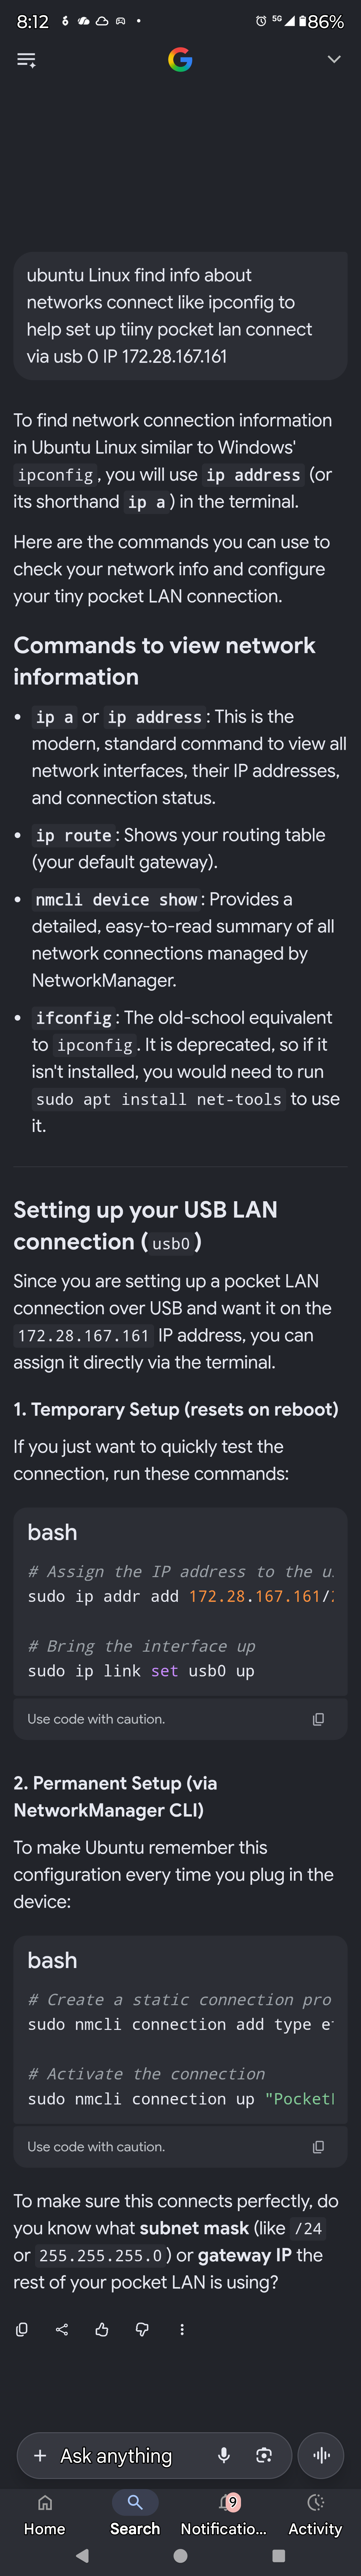 8:12
5G
86%
ubuntu Linux find info about
networks connect like ipconfig to
help set up tiiny pocket lan connect
via usb 0 IP 172.28.167.161
To find network connection information
in Ubuntu Linux similar to Windows'
ipconfig, you will use ip address (or
its shorthand ip a) in the terminal.
Here are the commands you can use to
check your network info and configure
your tiny pocket LAN connection.
Commands to view network
information
• ip a or ip address: This is the
modern, standard command to view all
network interfaces, their IP addresses,
and connection status.
• ip route: Shows your routing table
(your default gateway).
• nmcli device show: Provides a
detailed, easy-to-read summary of all
network connections managed by
NetworkManager.
• ifconfig: The old-school equivalent
to ipconfig. It is deprecated, so if it
isn't installed, you would need to run
sudo apt install net-tools to use
it.
Setting up your USB LAN
connection (usb0)
Since you are setting up a pocket LAN
connection over USB and want it on the
172.28.167.161 IP address, you can
assign it directly via the terminal.
1. Temporary Setup (resets on reboot)
If you just want to quickly test the
connection, run these commands:
bash
# Assign the IP address to the
sudo ip addr add 172.28.167.161/
# Bring the interface up
sudo ip link set usb0 up
Use code with caution.
2. Permanent Setup (via
NetworkManager CLI)
To make Ubuntu remember this
configuration every time you plug in the
device:
bash
# Create a static connection pro
sudo nmcli connection add type e
# Activate the connection
sudo nmcli connection up "Pocket
Use code with caution.
To make sure this connects perfectly, do
you know what subnet mask (like /24
or 255.255.255.0) or gateway IP the
rest of your pocket LAN is using?
Ask anything
9
Home
Search
Notificatio...
Activity